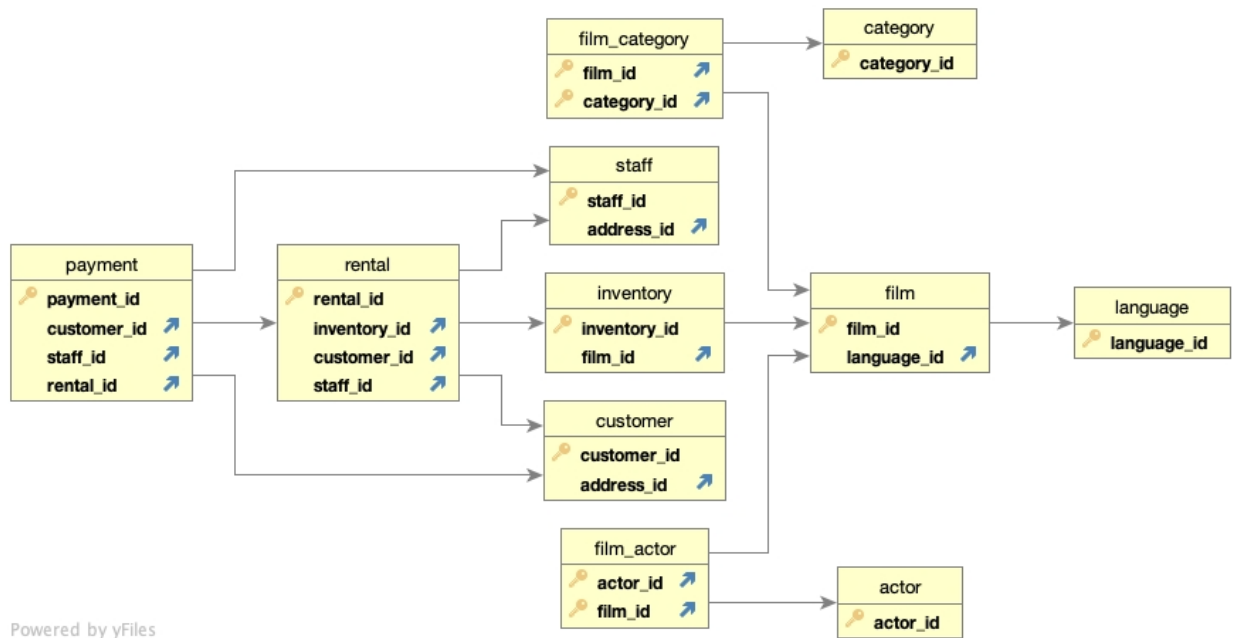 film_category
film_id
category_id
category
category_id
staff
staff_id
address_id
payment
payment_id
customer_id
staff_id
rental_id
rental
rental_id
inventory_id
customer_id
staff_id
inventory
inventory_id
film_id
film
film_id
language_id
language
language_id
customer
customer_id
address_id
film_actor
actor_id
film_id
actor
actor_id
Powered by yFiles